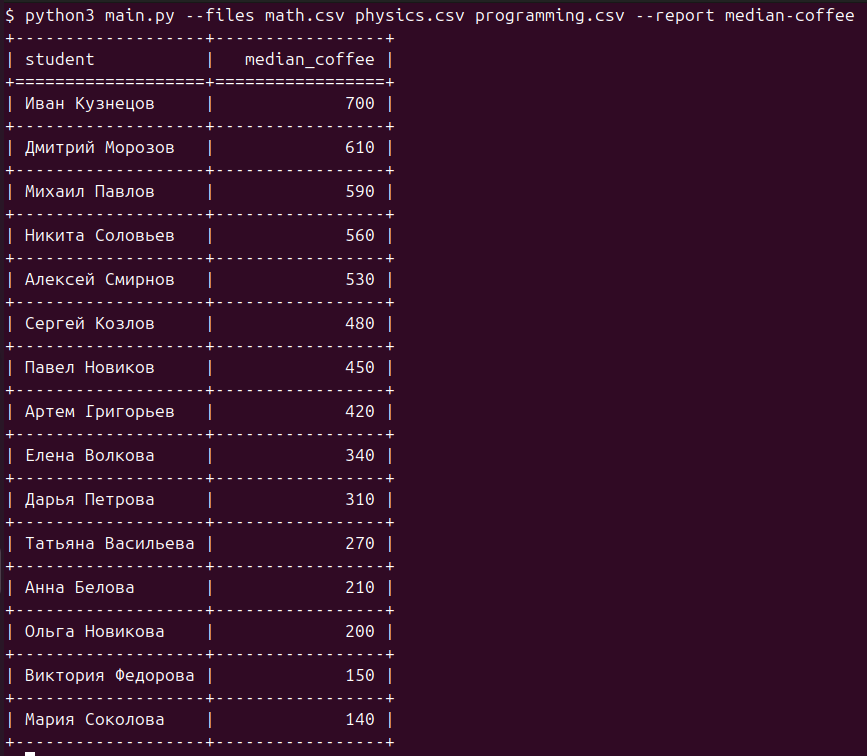 $ python3 main.py --files math.csv physics.csv programming.csv --report median-coffee
+-------------------+-----------------+
| student           |   median_coffee |
+===================+=================+
| Иван Кузнецов     |             700 |
+-------------------+-----------------+
| Дмитрий Морозов   |             610 |
+-------------------+-----------------+
| Михаил Павлов     |             590 |
+-------------------+-----------------+
| Никита Соловьев   |             560 |
+-------------------+-----------------+
| Алексей Смирнов   |             530 |
+-------------------+-----------------+
| Сергей Козлов     |             480 |
+-------------------+-----------------+
| Павел Новиков     |             450 |
+-------------------+-----------------+
| Артем Григорьев   |             420 |
+-------------------+-----------------+
| Елена Волкова     |             340 |
+-------------------+-----------------+
| Дарья Петрова     |             310 |
+-------------------+-----------------+
| Татьяна Васильева |             270 |
+-------------------+-----------------+
| Анна Белова       |             210 |
+-------------------+-----------------+
| Ольга Новикова    |             200 |
+-------------------+-----------------+
| Виктория Федорова |             150 |
+-------------------+-----------------+
| Мария Соколова    |             140 |
+-------------------+-----------------+